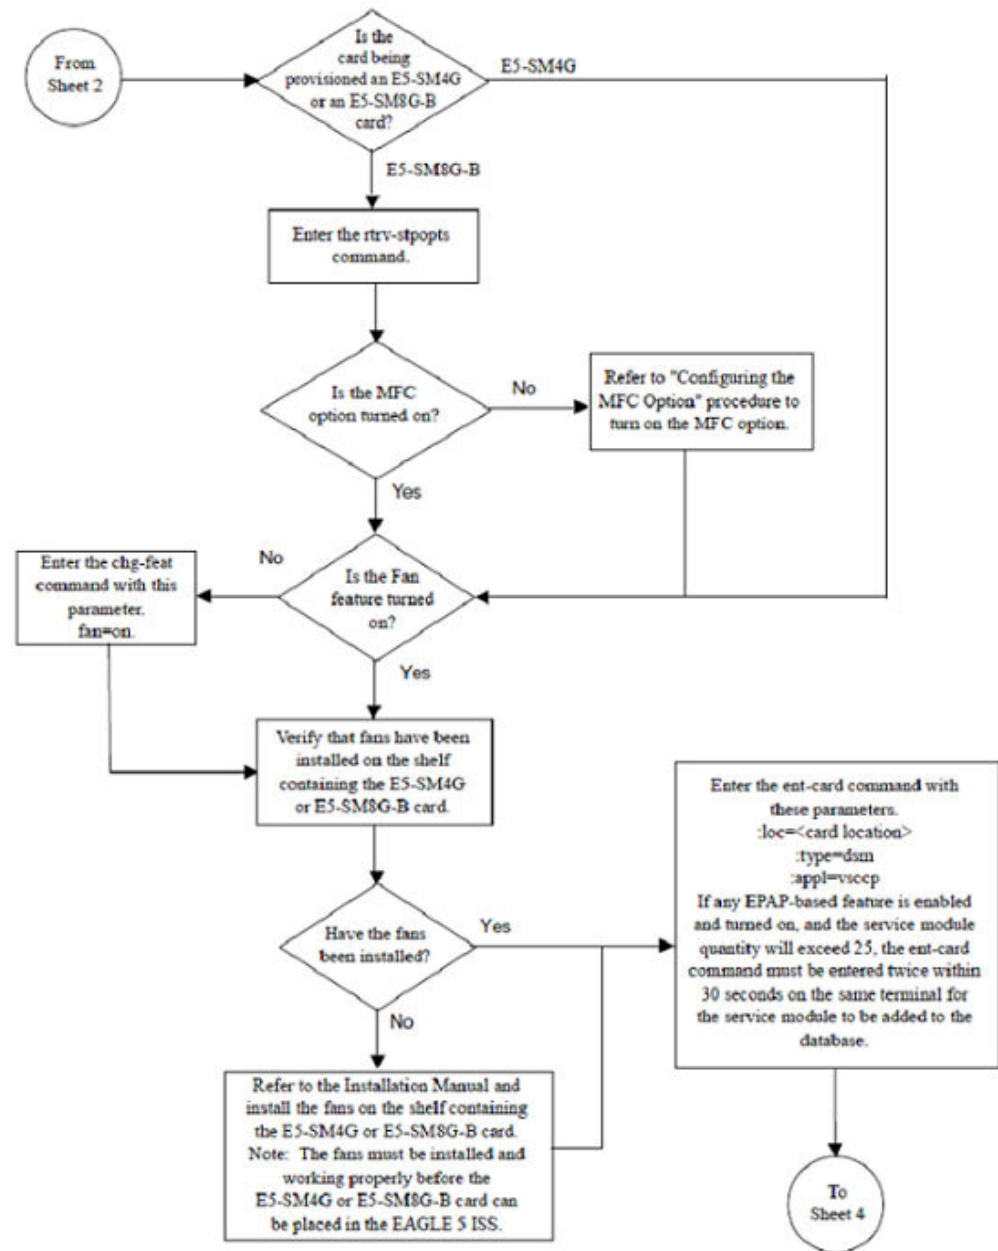 From
Sheet 2
Is the
card being
provisioned an E5-SM4G
or an E5-SM8G-B
card?
E5-SM4G
E5-SM8G-B
Enter the rtrv-stpopts
command.
Is the MFC
option turned on?
No
Refer to "Configuring the
MFC Option" procedure to
turn on the MFC option.
Yes
Is the Fan
feature turned
on?
No
Enter the chg-feat
command with this
parameter.
fan=on.
Yes
Verify that fans have been
installed on the shelf
containing the E5-SM4G
or E5-SM8G-B card.
Have the fans
been installed?
Yes
No
Refer to the Installation Manual and
install the fans on the shelf containing
the E5-SM4G or E5-SM8G-B card.
Note: The fans must be installed and
working properly before the
E5-SM4G or E5-SM8G-B card can
be placed in the EAGLE 5 ISS.
Enter the ent-card command with
these parameters.
:loc=<card location>
:type=dsm
:appl=vsccp
If any EPAP-based feature is enabled
and turned on, and the service module
quantity will exceed 25, the ent-card
command must be entered twice within
30 seconds on the same terminal for
the service module to be added to the
database.
To
Sheet 4